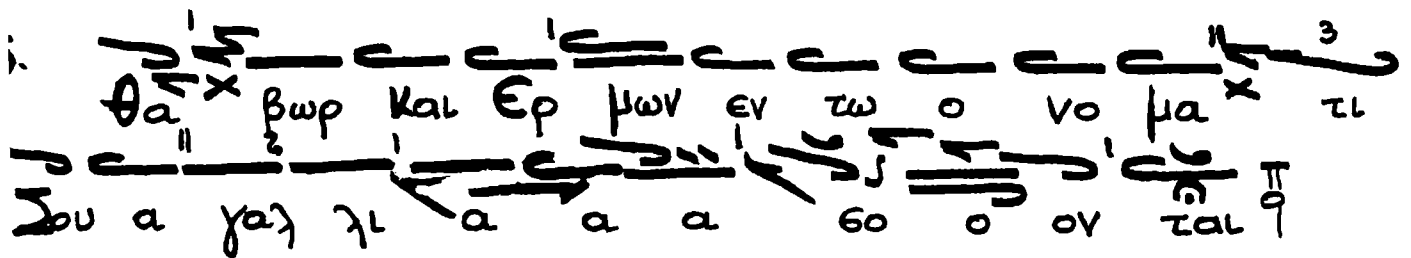 θα βωρ και Ερ μων εν τω ο νο μα τι
Σου α γαλ λι α α α σο ο ον ται